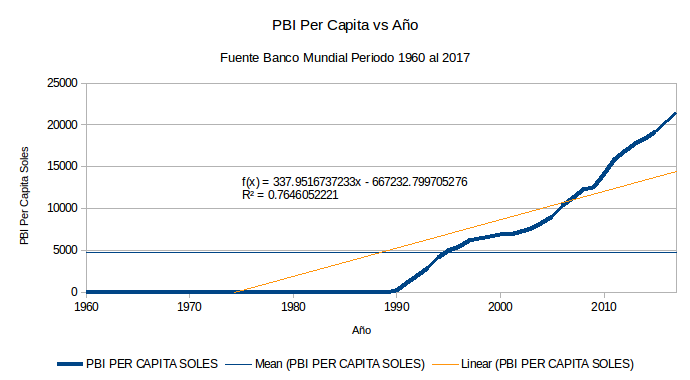 PBI Per Capita vs Año
Fuente Banco Mundial Periodo 1960 al 2017
25000
20000
15000
10000
5000
0
PBI Per Capita Soles
f(x) = 337.9516737233x - 667232.799705276
R² = 0.7646052221
1960 1970 1980 1990 2000 2010
Año
PBI PER CAPITA SOLES Mean (PBI PER CAPITA SOLES) Linear (PBI PER CAPITA SOLES)